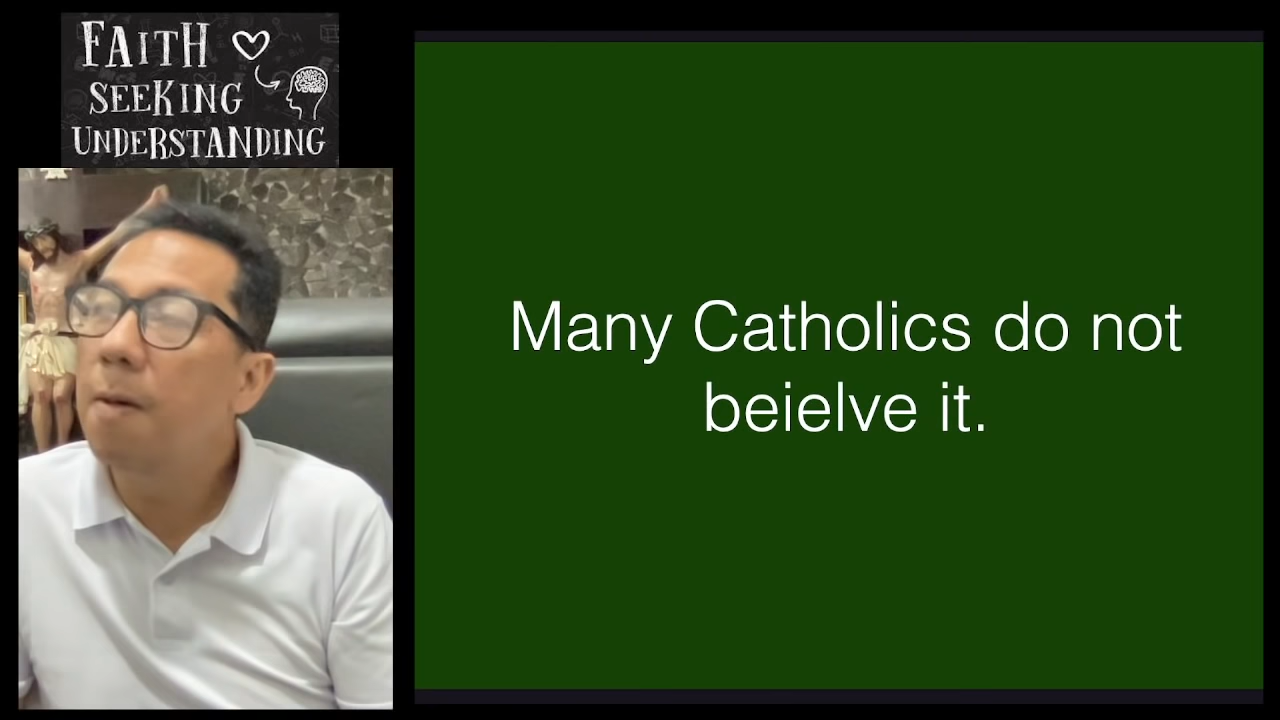 FAITH
SEEKING
UNDERSTANDING
Many Catholics do not
beielve it.